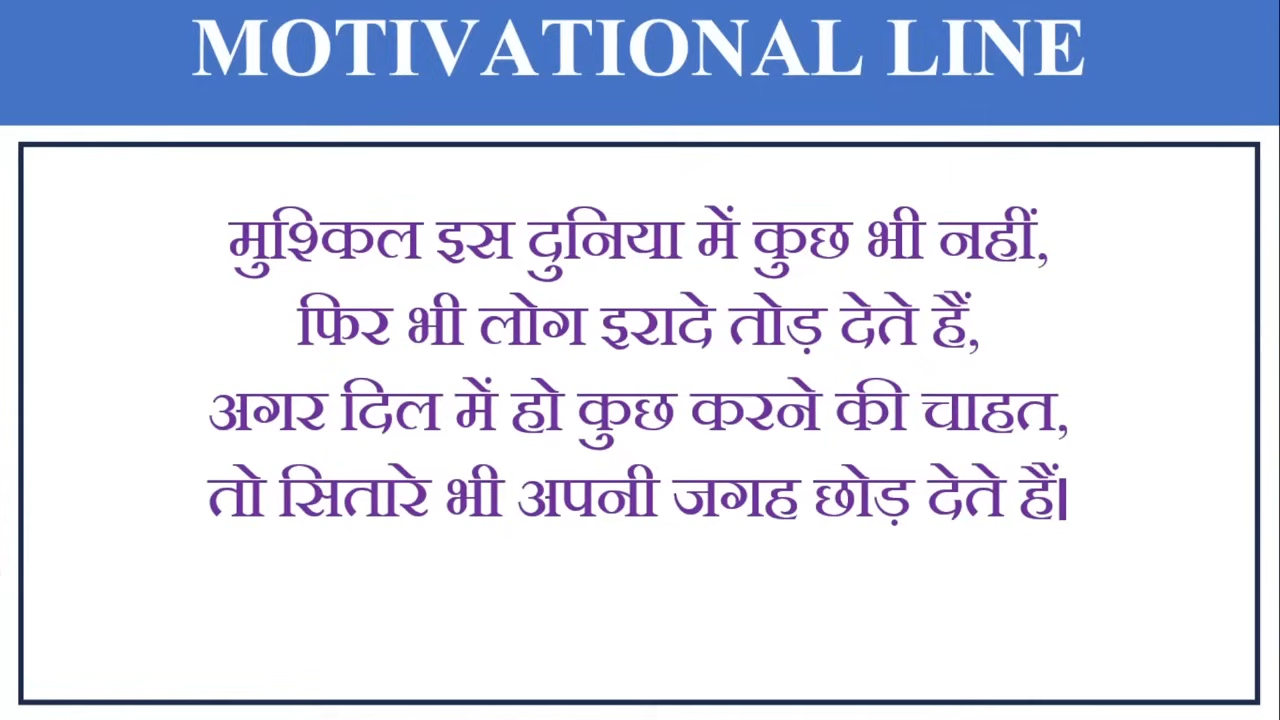 MOTIVATIONAL LINE
मुश्किल इस दुनिया में कुछ भी नहीं,
फिर भी लोग इरादे तोड़ देते हैं,
अगर दिल में हो कुछ करने की चाहत,
तो सितारे भी अपनी जगह छोड़ देते हैं।